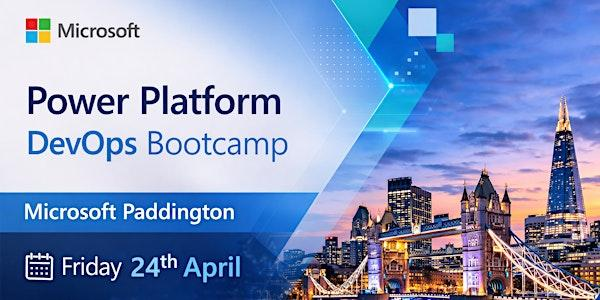 Microsoft
Power Platform
DevOps Bootcamp
Microsoft Paddington
Friday 24th April